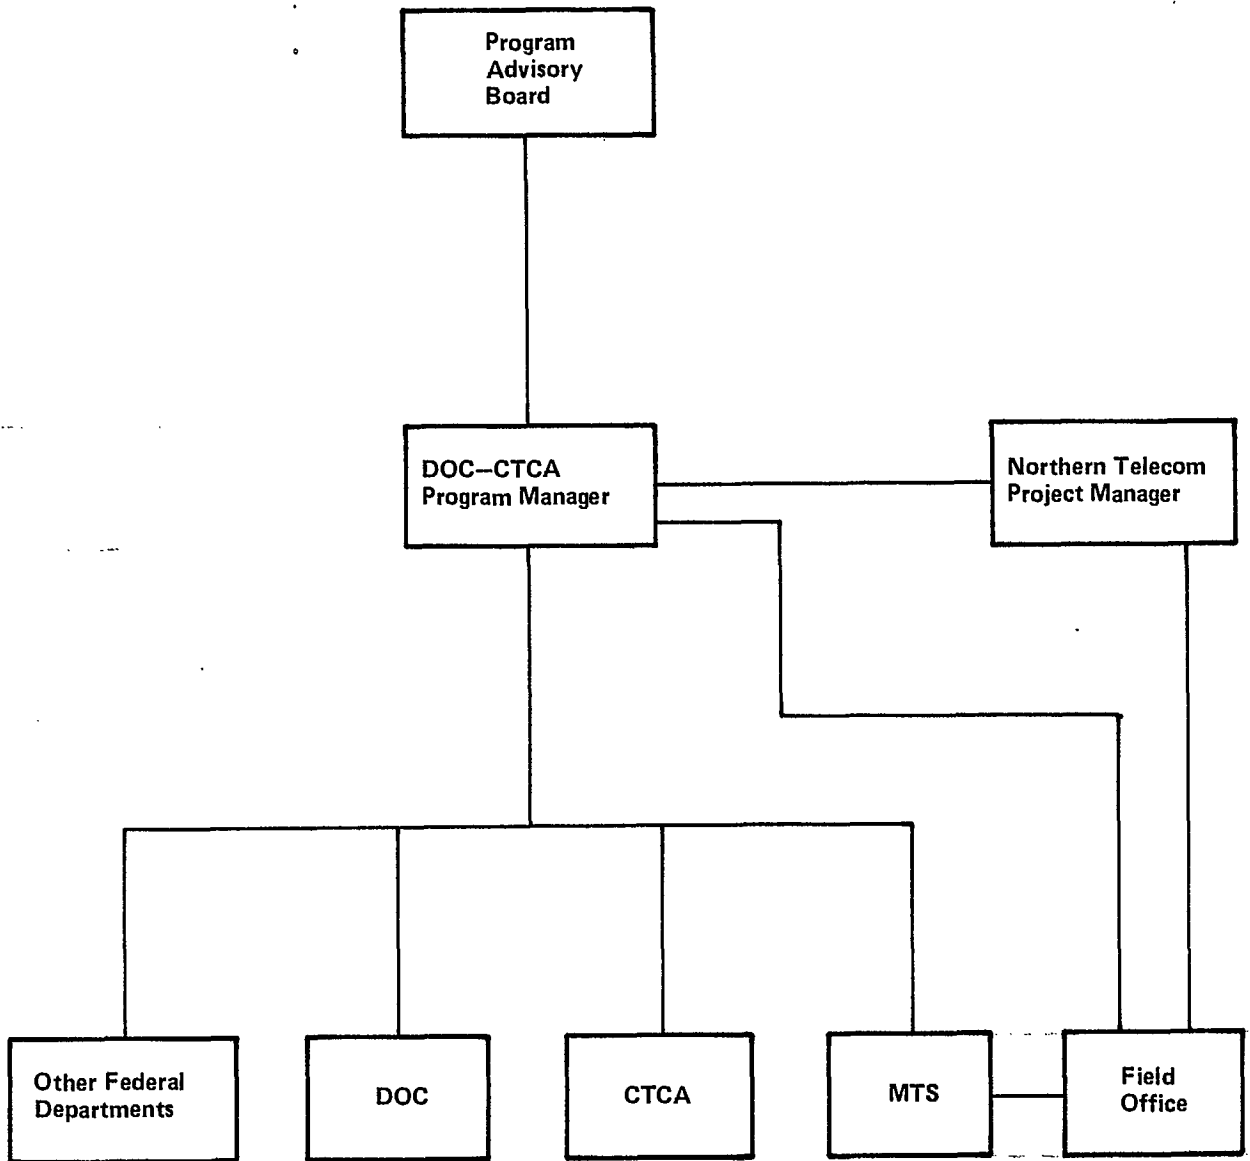 Program
Advisory
Board
DOC–CTCA
Program Manager
Northern Telecom
Project Manager
Other Federal
Departments
DOC
CTCA
MTS
Field
Office